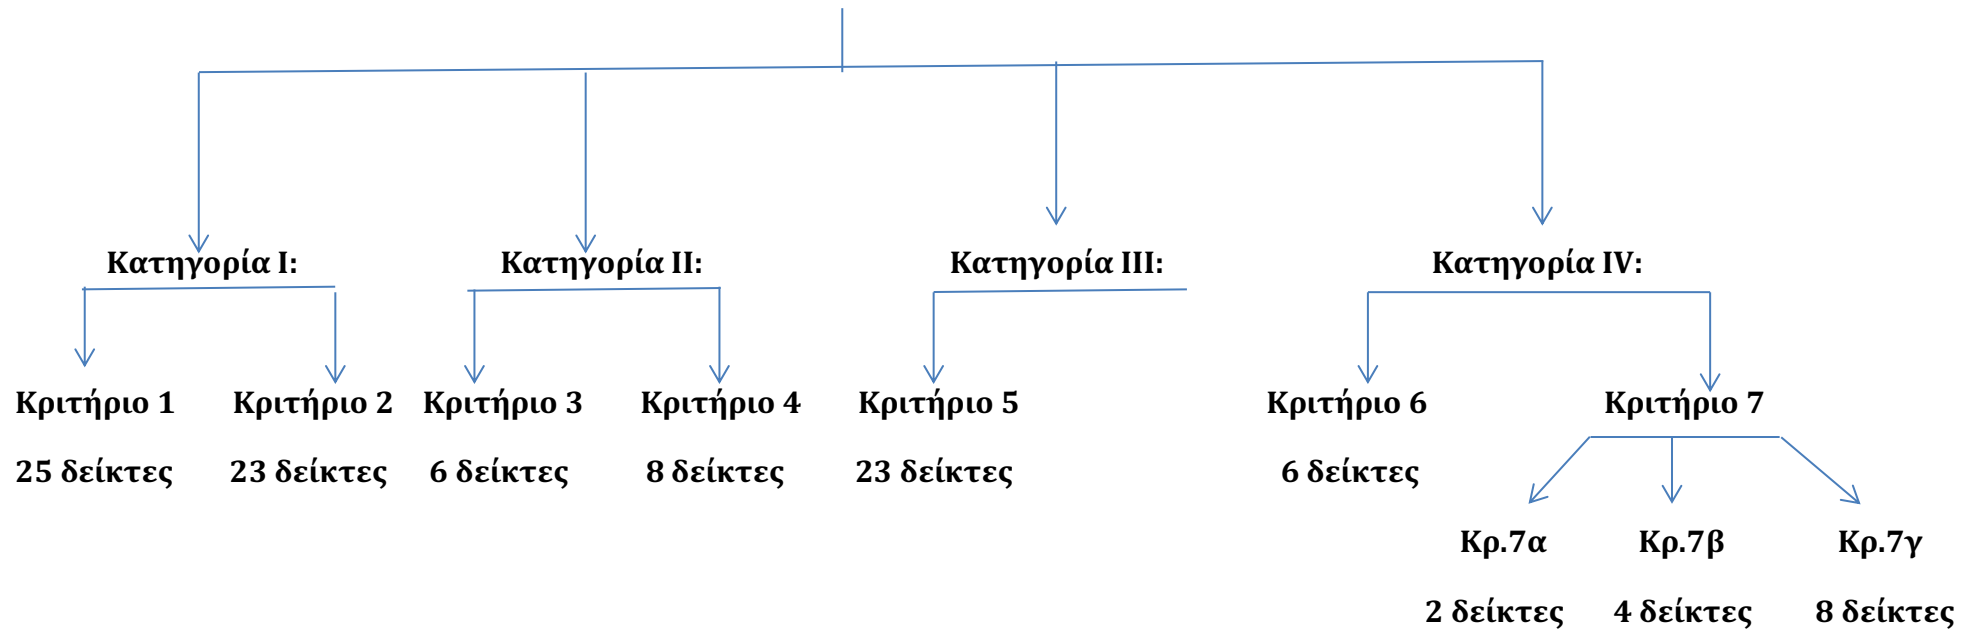 Κατηγορία I: Κατηγορία II: Κατηγορία III: Κατηγορία IV:
Κριτήριο 1 Κριτήριο 2 Κριτήριο 3 Κριτήριο 4 Κριτήριο 5 Κριτήριο 6 Κριτήριο 7
25 δείκτες 23 δείκτες 6 δείκτες 8 δείκτες 23 δείκτες 6 δείκτες
Κρ.7α Κρ.7β Κρ.7γ
2 δείκτες 4 δείκτες 8 δείκτες